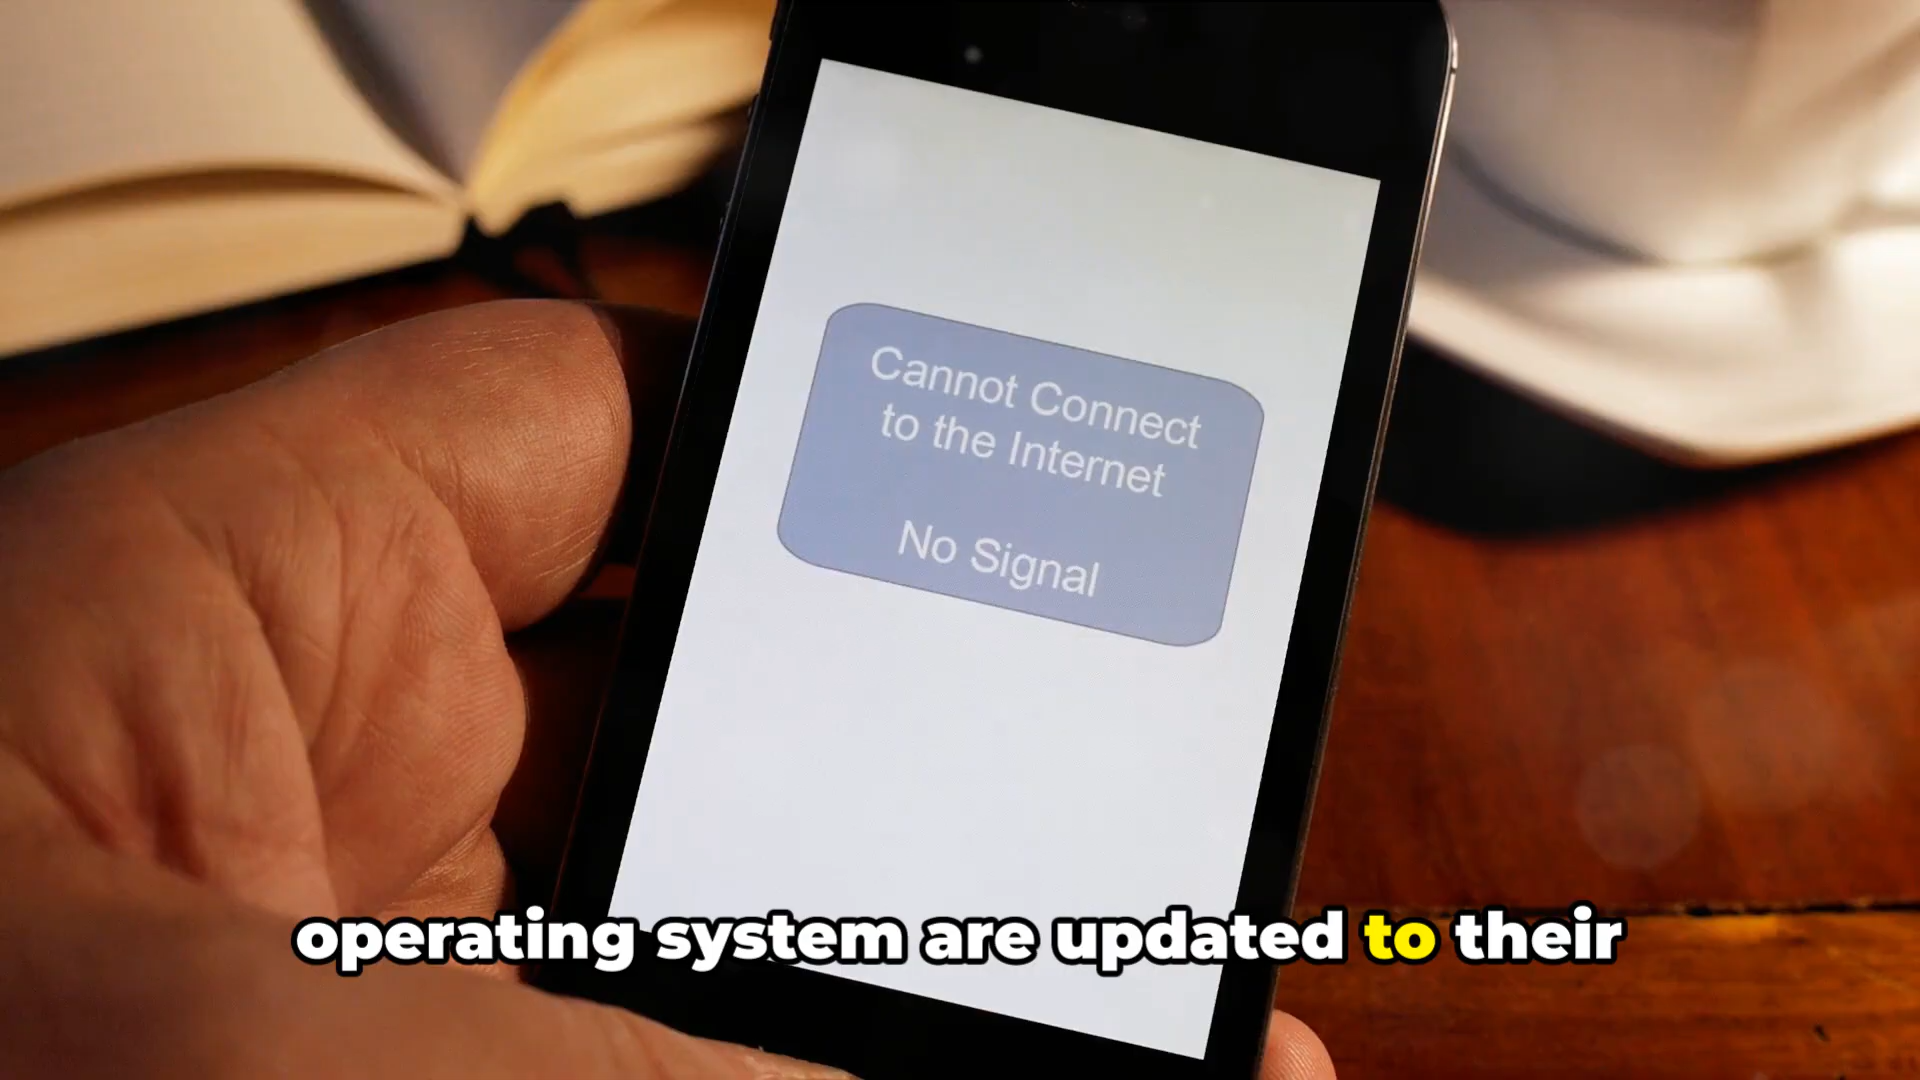 Cannot Connect
to the Internet
No Signal
operating system are updated to their